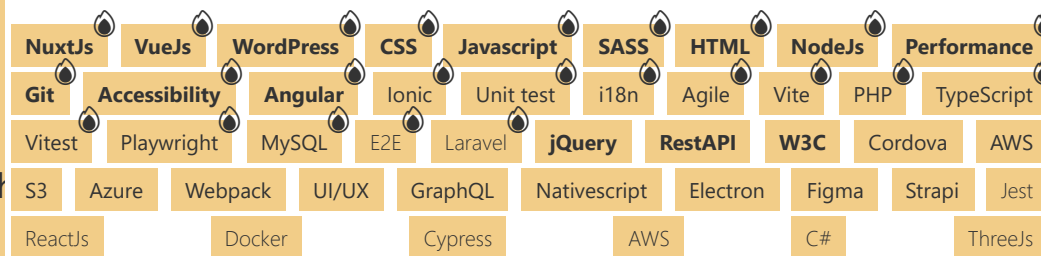 NuxtJs VueJs WordPress CSS Javascript SASS HTML NodeJs Performance
Git Accessibility Angular Ionic Unit test i18n Agile Vite PHP TypeScript
Vitest Playwright MySQL E2E Laravel jQuery RestAPI W3C Cordova AWS
S3 Azure Webpack UI/UX GraphQL Nativescript Electron Figma Strapi Jest
ReactJs Docker Cypress AWS C# ThreeJs